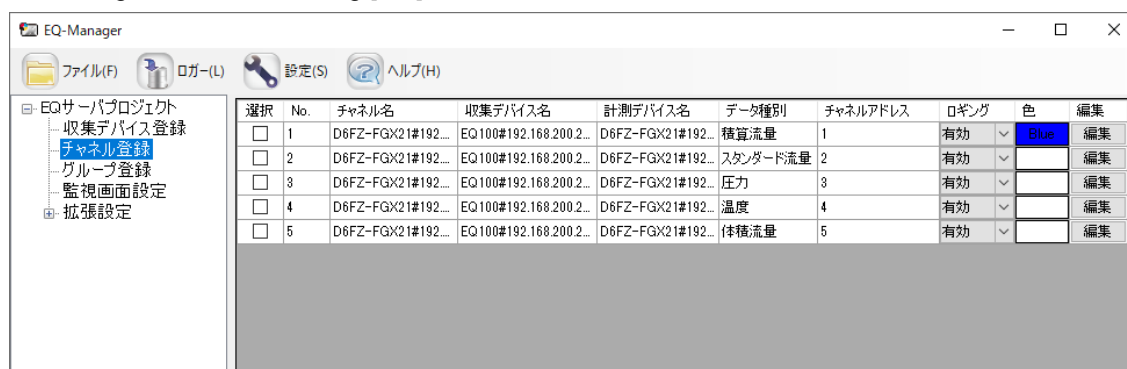 EQ-Manager
ファイル(F) ロガー(L) 設定(S) ヘルプ(H)
EQサーバプロジェクト
収集デバイス登録
チャネル登録
グループ登録
監視画面設定
拡張設定
選択 No. チャネル名 収集デバイス名 計測デバイス名 データ種別 チャネルアドレス ロギング 色 編集
1 D6FZ-FGX21#192... EQ100#192.168.200.2... D6FZ-FGX21#192... 積算流量 1 有効 Blue 編集
2 D6FZ-FGX21#192... EQ100#192.168.200.2... D6FZ-FGX21#192... スタンダード流量 2 有効 編集
3 D6FZ-FGX21#192... EQ100#192.168.200.2... D6FZ-FGX21#192... 圧力 3 有効 編集
4 D6FZ-FGX21#192... EQ100#192.168.200.2... D6FZ-FGX21#192... 温度 4 有効 編集
5 D6FZ-FGX21#192... EQ100#192.168.200.2... D6FZ-FGX21#192... 体積流量 5 有効 編集